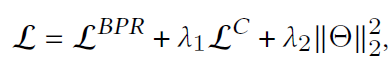 ℒ = ℒ^{BPR} + λ₁ℒ^{C} + λ₂‖Θ‖₂²,